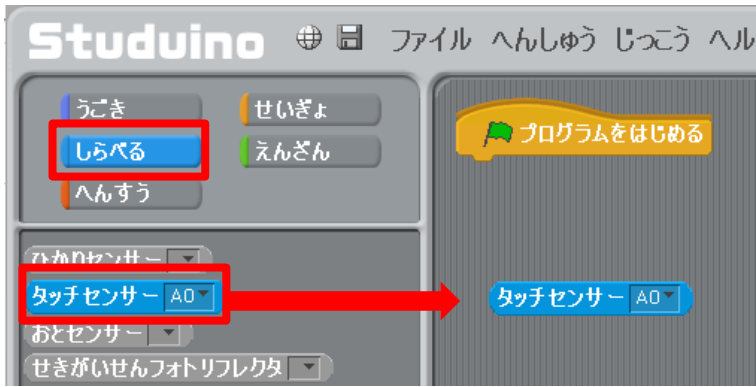 Studuino ファイル へんしゅう じっこう ヘル
うごき せいぎょ
しらべる えんざん
へんすう
プログラムをはじめる
ひかりセンサー
タッチセンサー A0
タッチセンサー A0
おとセンサー
せきがいせんフォトリフレクタ